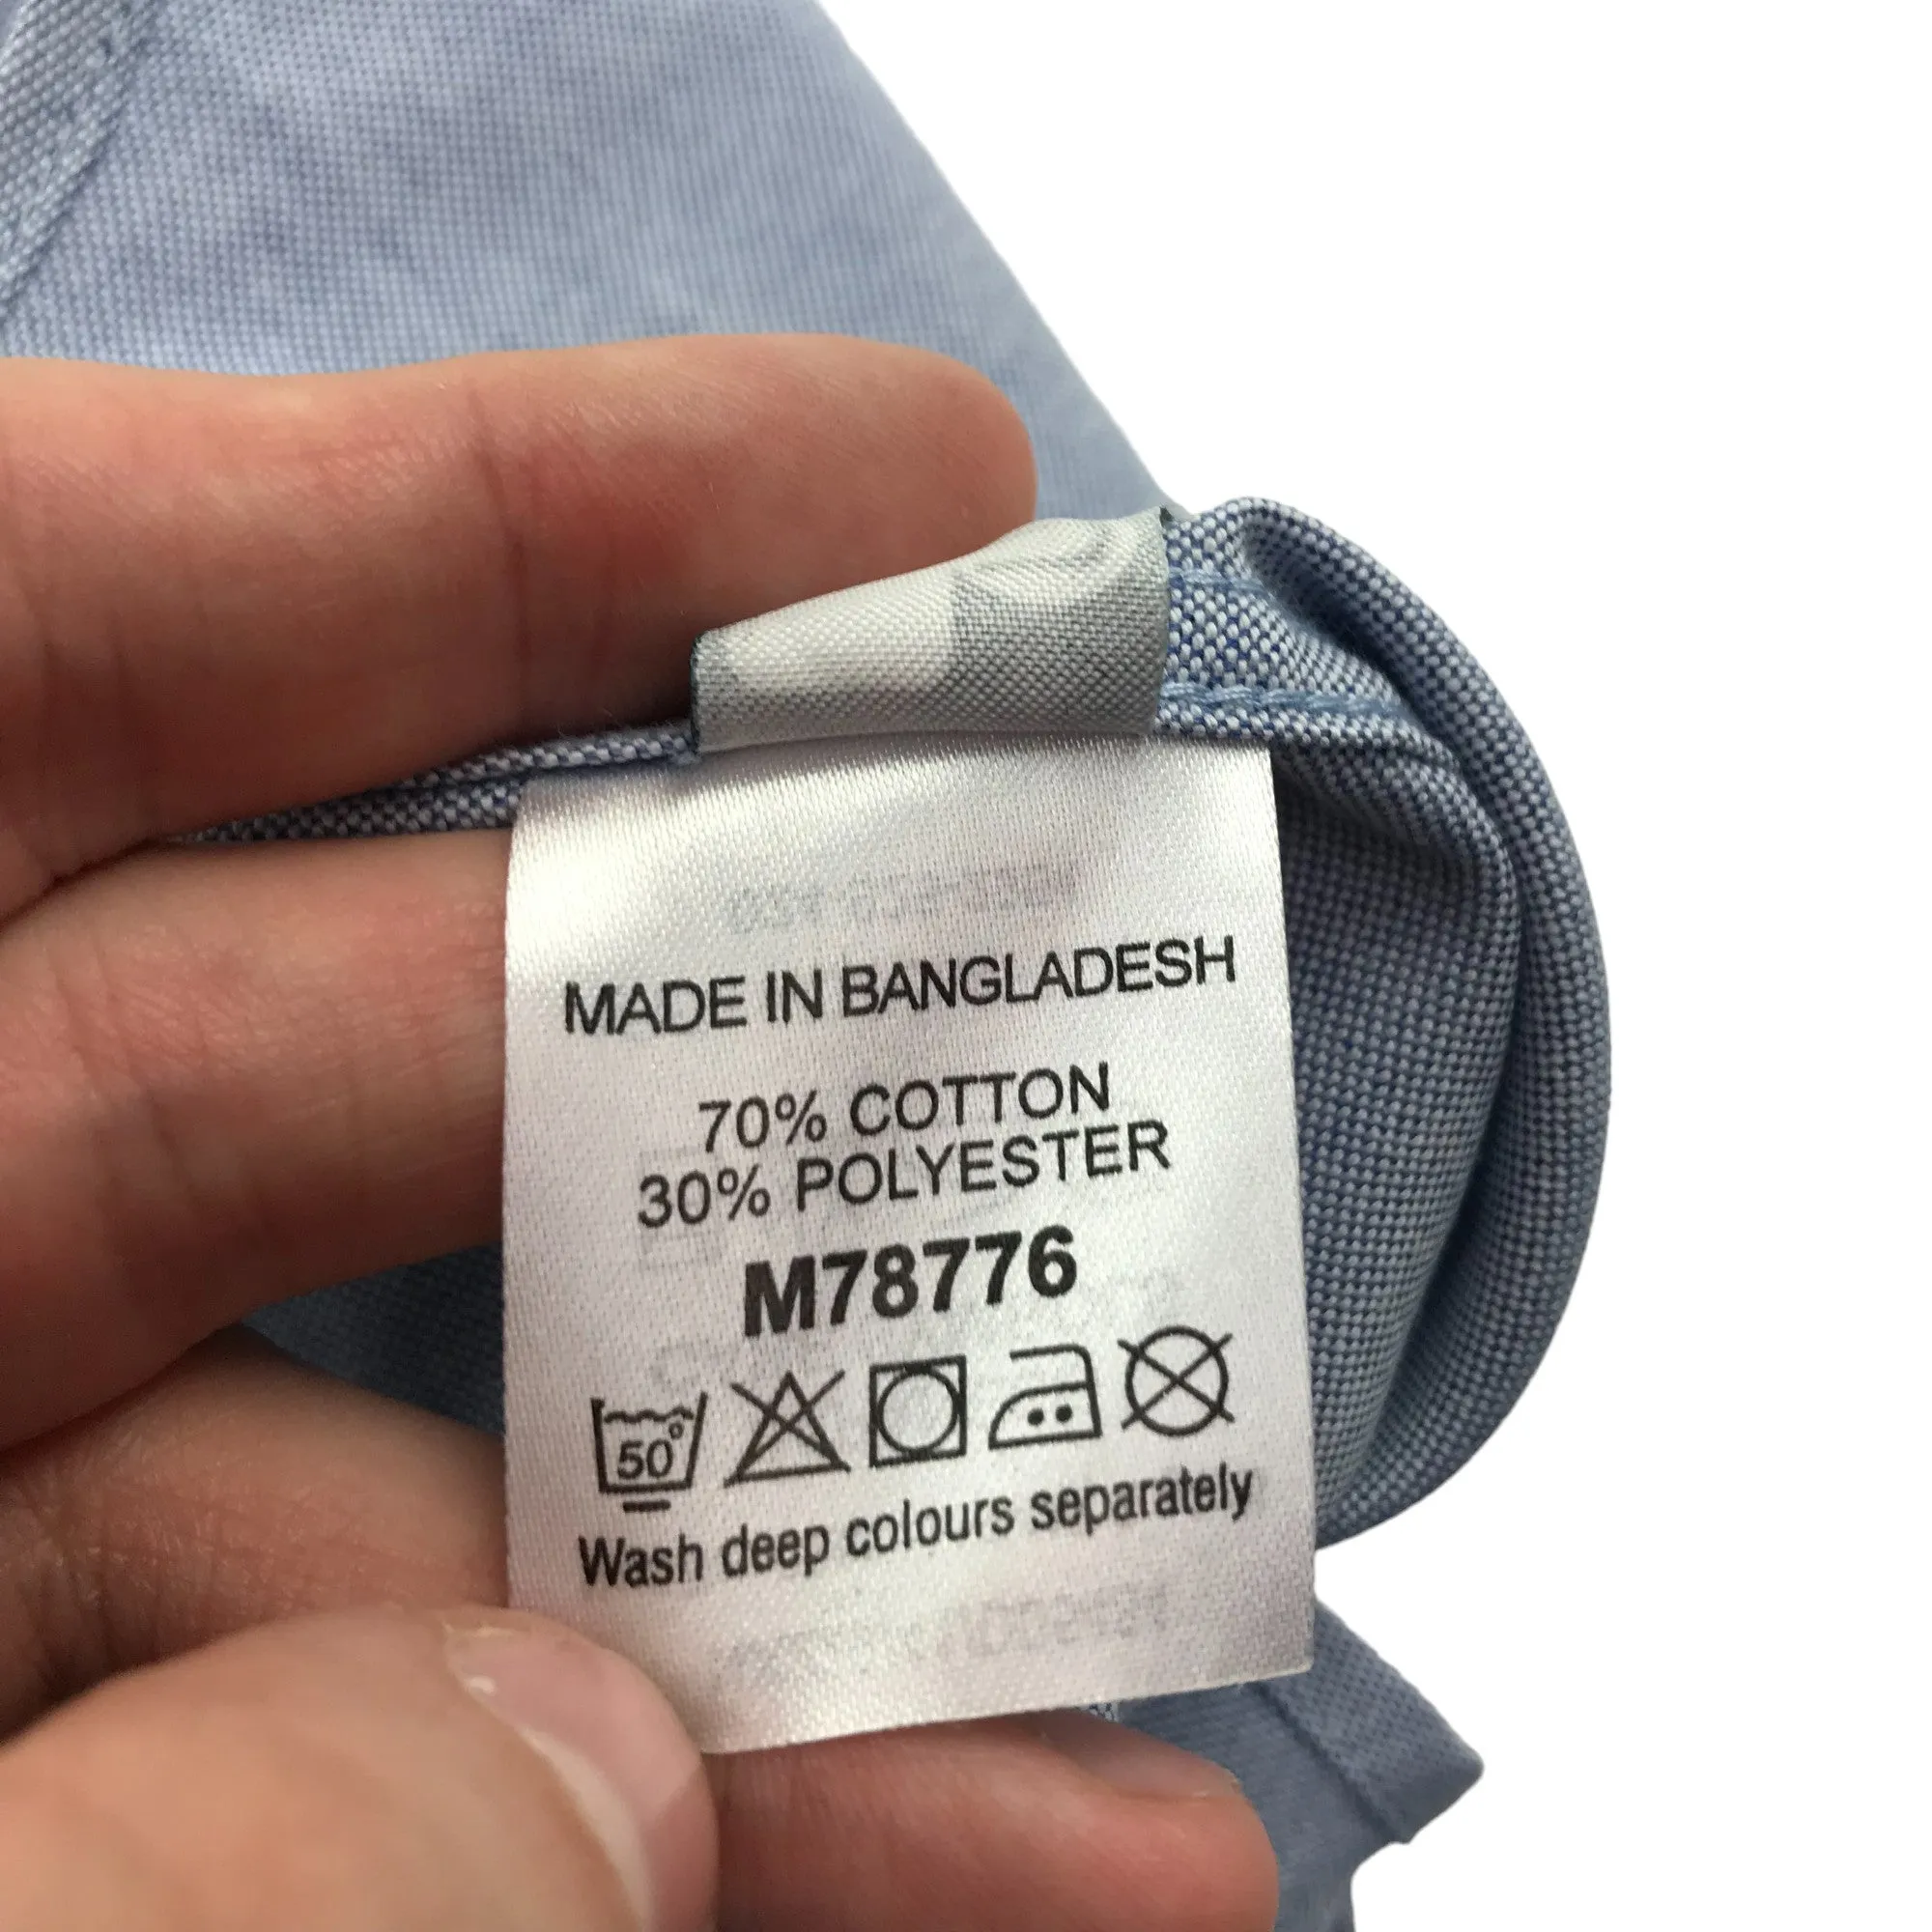 MADE IN BANGLADESH
70% COTTON
30% POLYESTER
M78776
50°
Wash deep colours separately